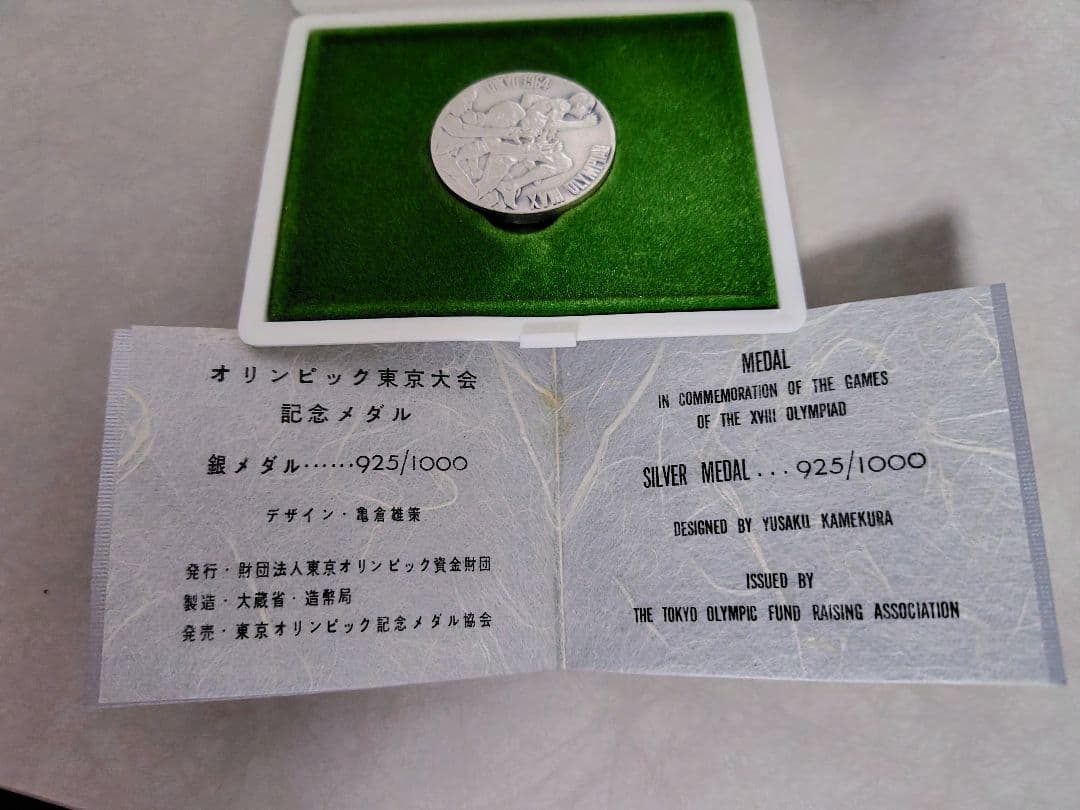 TOKYO 1964
XVIII OLYMPIAD
オリンピック東京大会
記念メダル
銀メダル……925/1000
デザイン・亀倉雄策
発行・財団法人東京オリンピック資金財団
製造・大蔵省・造幣局
発売・東京オリンピック記念メダル協会
MEDAL
IN COMMEMORATION OF THE GAMES
OF THE XVIII OLYMPIAD
SILVER MEDAL...925/1000
DESIGNED BY YUSAKU KAMEKURA
ISSUED BY
THE TOKYO OLYMPIC FUND RAISING ASSOCIATION